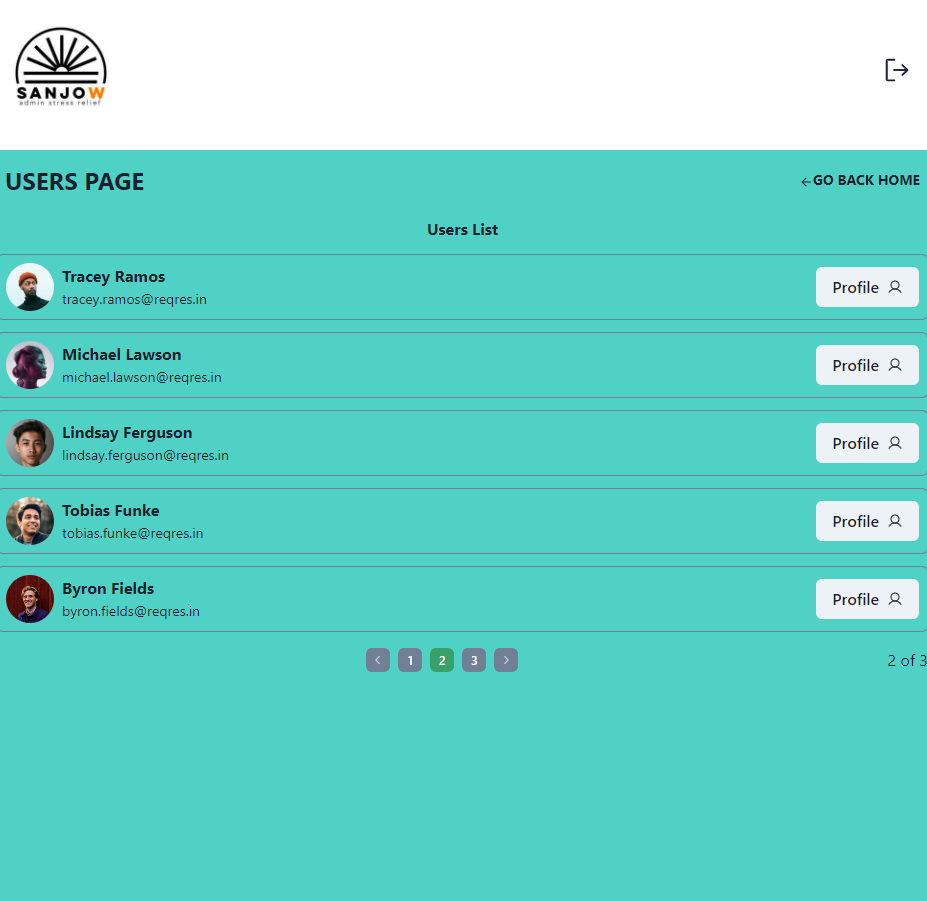 SANJOW
admin stress relief
USERS PAGE
GO BACK HOME
Users List
Tracey Ramos
tracey.ramos@reqres.in
Profile
Michael Lawson
michael.lawson@reqres.in
Profile
Lindsay Ferguson
lindsay.ferguson@reqres.in
Profile
Tobias Funke
tobias.funke@reqres.in
Profile
Byron Fields
byron.fields@reqres.in
Profile
1 2 3
2 of 3